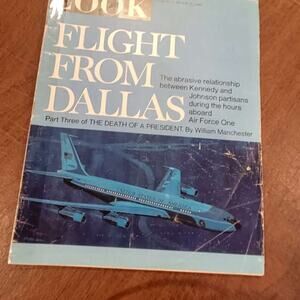 LOOK
FLIGHT
FROM
DALLAS
The abrasive relationship
between Kennedy and
Johnson partisans
during the hours
aboard
Air Force One
Part Three of THE DEATH OF A PRESIDENT, By William Manchester